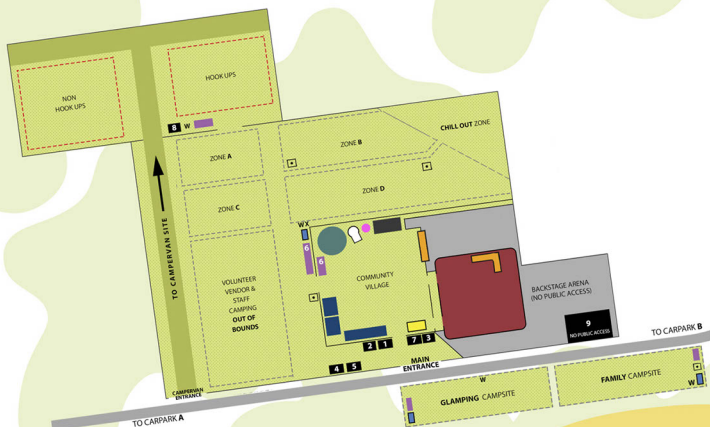 NON
HOOK UPS
HOOK UPS
8 W
ZONE A
ZONE B
CHILL OUT ZONE
ZONE C
ZONE D
TO CAMPERVAN SITE
WX
6
6
VOLUNTEER
VENDOR &
STAFF
CAMPING
OUT OF
BOUNDS
COMMUNITY
VILLAGE
BACKSTAGE ARENA
(NO PUBLIC ACCESS)
9
NO PUBLIC ACCESS
2 1
7 3
4 5
MAIN
ENTRANCE
CAMPERVAN
ENTRANCE
TO CARPARK A
TO CARPARK B
W
GLAMPING CAMPSITE
FAMILY CAMPSITE
W